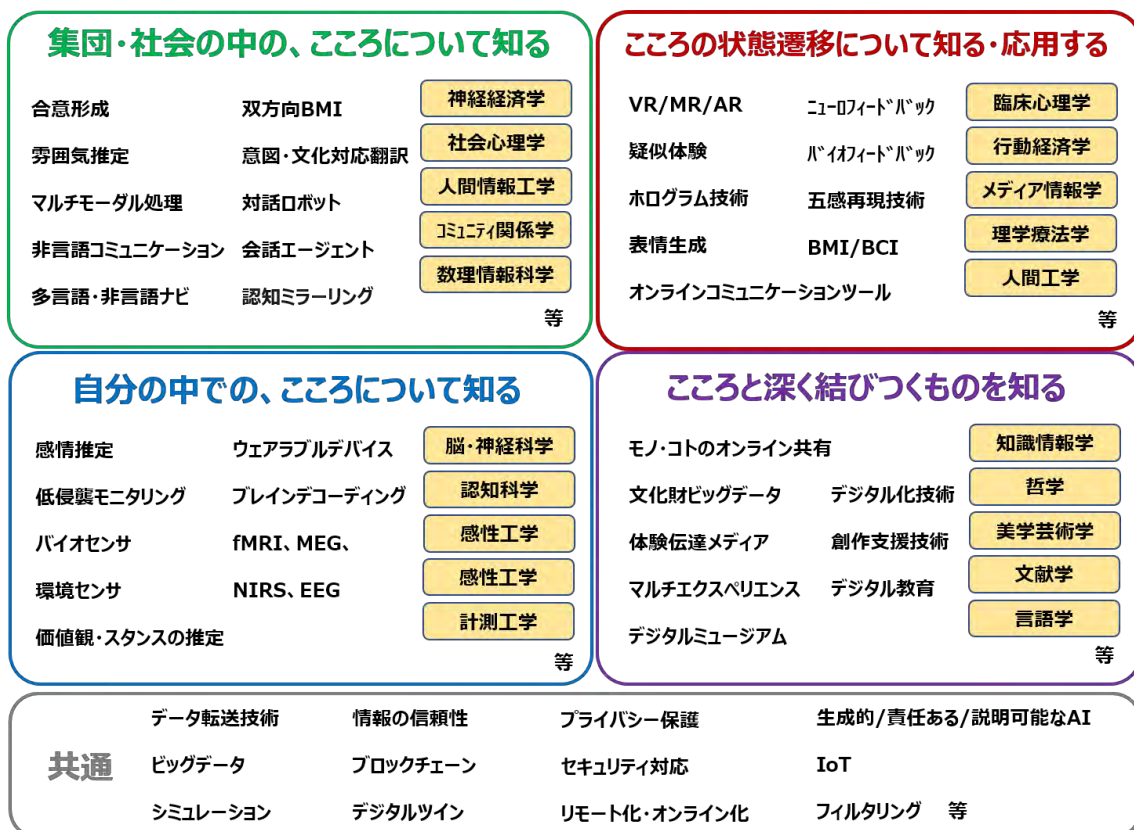 集団・社会の中の、こころについて知る
合意形成
雰囲気推定
マルチモーダル処理
非言語コミュニケーション
多言語・非言語ナビ
双方向BMI
意図・文化対応翻訳
対話ロボット
会話エージェント
認知ミラーリング
神経経済学
社会心理学
人間情報工学
ｺﾐｭﾆﾃｨ関係学
数理情報科学
等
こころの状態遷移について知る・応用する
VR/MR/AR
疑似体験
ホログラム技術
表情生成
オンラインコミュニケーションツール
ﾆｭｰﾛﾌｨｰﾄﾞﾊﾞｯｸ
ﾊﾞｲｵﾌｨｰﾄﾞﾊﾞｯｸ
五感再現技術
BMI/BCI
臨床心理学
行動経済学
メディア情報学
理学療法学
人間工学
等
自分の中での、こころについて知る
感情推定
低侵襲モニタリング
バイオセンサ
環境センサ
価値観・スタンスの推定
ウェアラブルデバイス
ブレインデコーディング
fMRI、MEG、
NIRS、EEG
脳・神経科学
認知科学
感性工学
感性工学
計測工学
等
こころと深く結びつくものを知る
モノ・コトのオンライン共有
文化財ビッグデータ
体験伝達メディア
マルチエクスペリエンス
デジタルミュージアム
デジタル化技術
創作支援技術
デジタル教育
知識情報学
哲学
美学芸術学
文献学
言語学
等
共通
データ転送技術
情報の信頼性
プライバシー保護
生成的/責任ある/説明可能なAI
ビッグデータ
ブロックチェーン
セキュリティ対応
IoT
シミュレーション
デジタルツイン
リモート化・オンライン化
フィルタリング 等